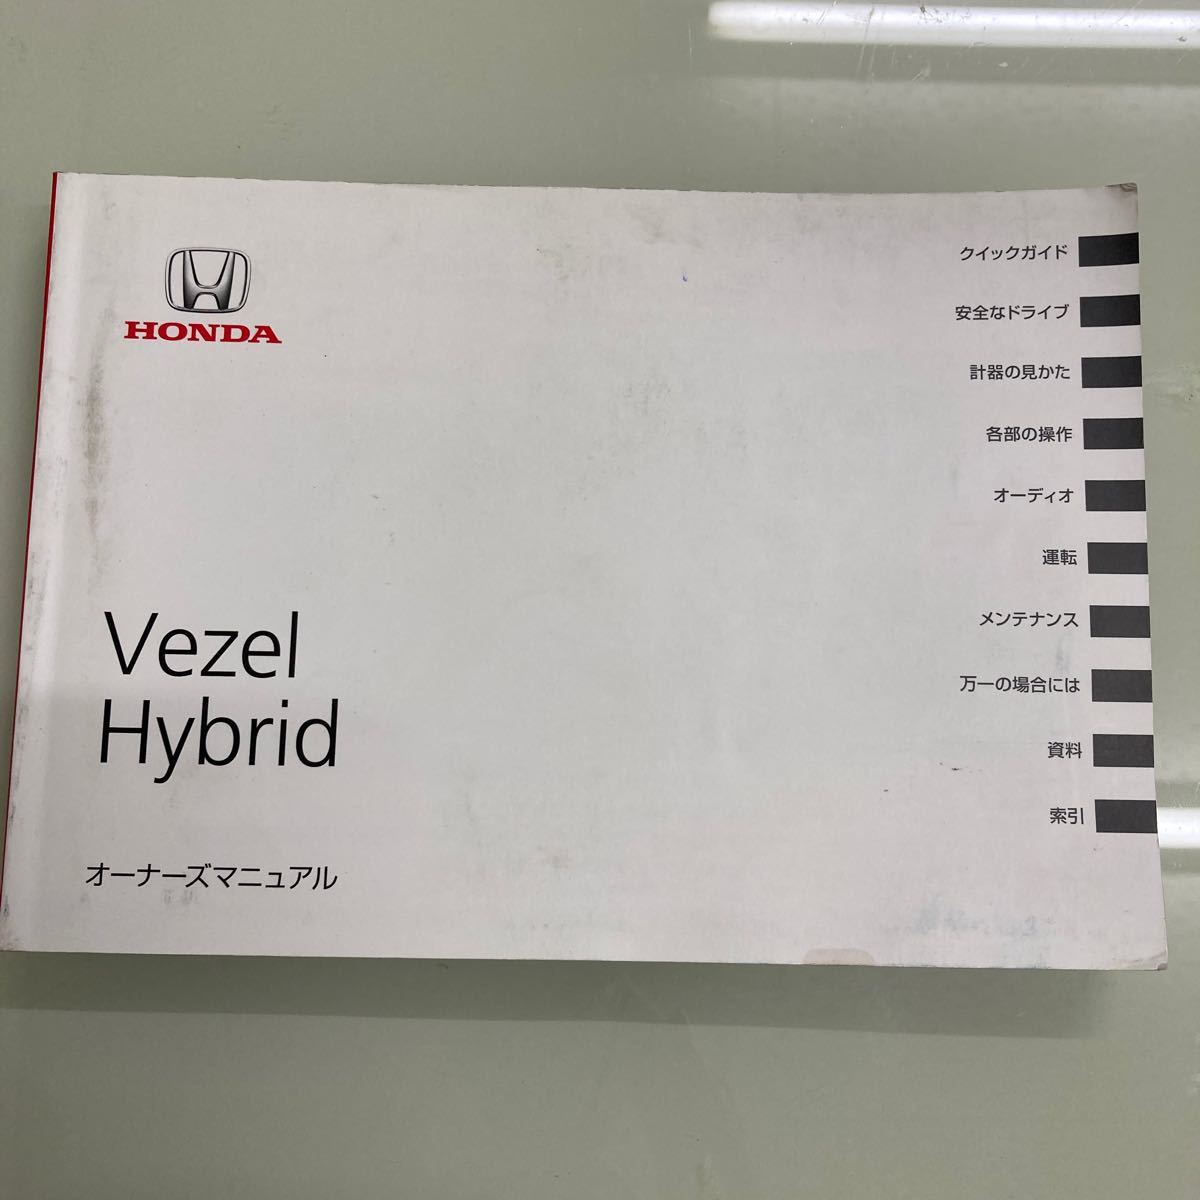 HONDA
Vezel
Hybrid
オーナーズマニュアル
クイックガイド
安全なドライブ
計器の見かた
各部の操作
オーディオ
運転
メンテナンス
万一の場合には
資料
索引